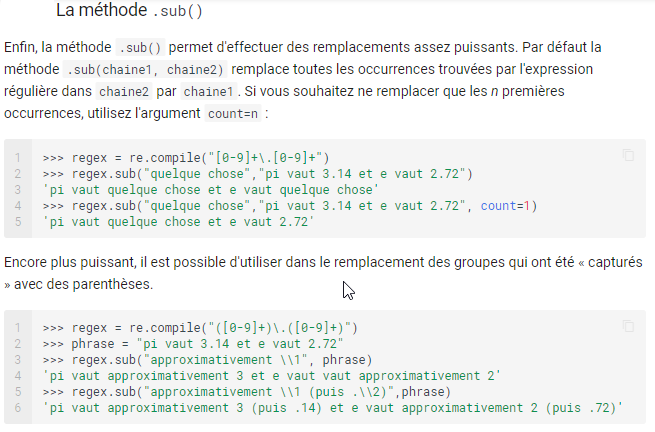 La méthode .sub()
Enfin, la méthode .sub() permet d'effectuer des remplacements assez puissants. Par défaut la
méthode .sub(chaine1, chaine2) remplace toutes les occurrences trouvées par l'expression
régulière dans chaine2 par chaine1. Si vous souhaitez ne remplacer que les n premières
occurrences, utilisez l'argument count=n :
1 >>> regex = re.compile("[0-9]+\.[0-9]+")
2 >>> regex.sub("quelque chose","pi vaut 3.14 et e vaut 2.72")
3 'pi vaut quelque chose et e vaut quelque chose'
4 >>> regex.sub("quelque chose","pi vaut 3.14 et e vaut 2.72", count=1)
5 'pi vaut quelque chose et e vaut 2.72'
Encore plus puissant, il est possible d'utiliser dans le remplacement des groupes qui ont été « capturés
» avec des parenthèses.
1 >>> regex = re.compile("([0-9]+)\.([0-9]+)")
2 >>> phrase = "pi vaut 3.14 et e vaut 2.72"
3 >>> regex.sub("approximativement \\1", phrase)
4 'pi vaut approximativement 3 et e vaut vaut approximativement 2'
5 >>> regex.sub("approximativement \\1 (puis .\\2)",phrase)
6 'pi vaut approximativement 3 (puis .14) et e vaut approximativement 2 (puis .72)'